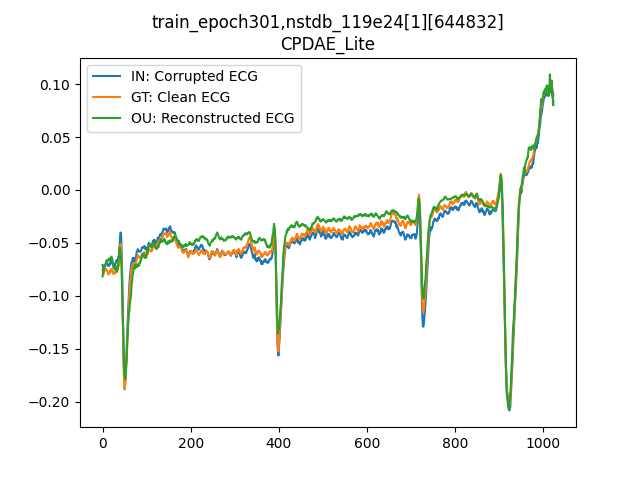 train_epoch301,nstdb_119e24[1][644832]
CPDAE_Lite
IN: Corrupted ECG
GT: Clean ECG
OU: Reconstructed ECG
0.10
0.05
0.00
−0.05
−0.10
−0.15
−0.20
0 200 400 600 800 1000